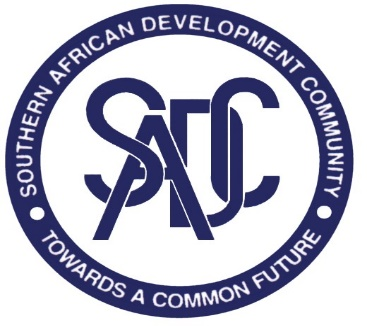 SOUTHERN AFRICAN DEVELOPMENT COMMUNITY
SADC
TOWARDS A COMMON FUTURE